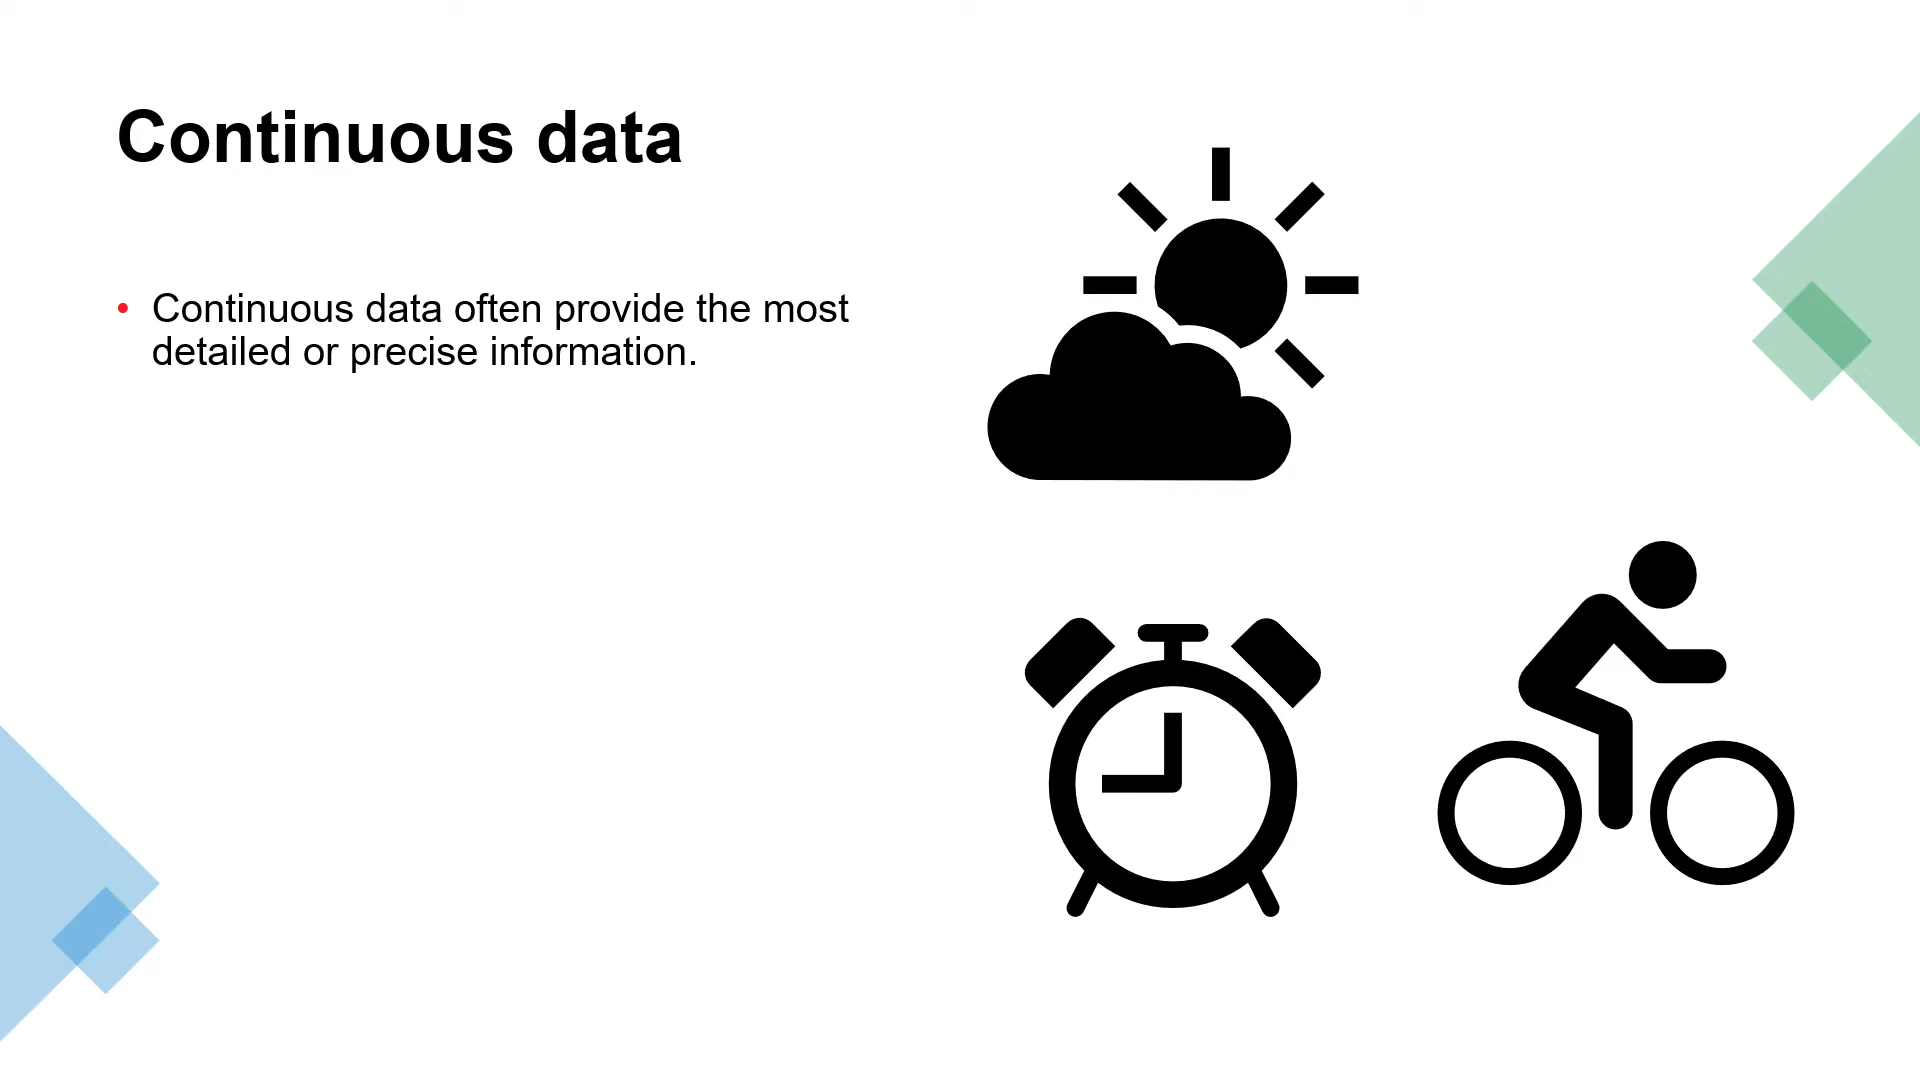 Continuous data
• Continuous data often provide the most
detailed or precise information.